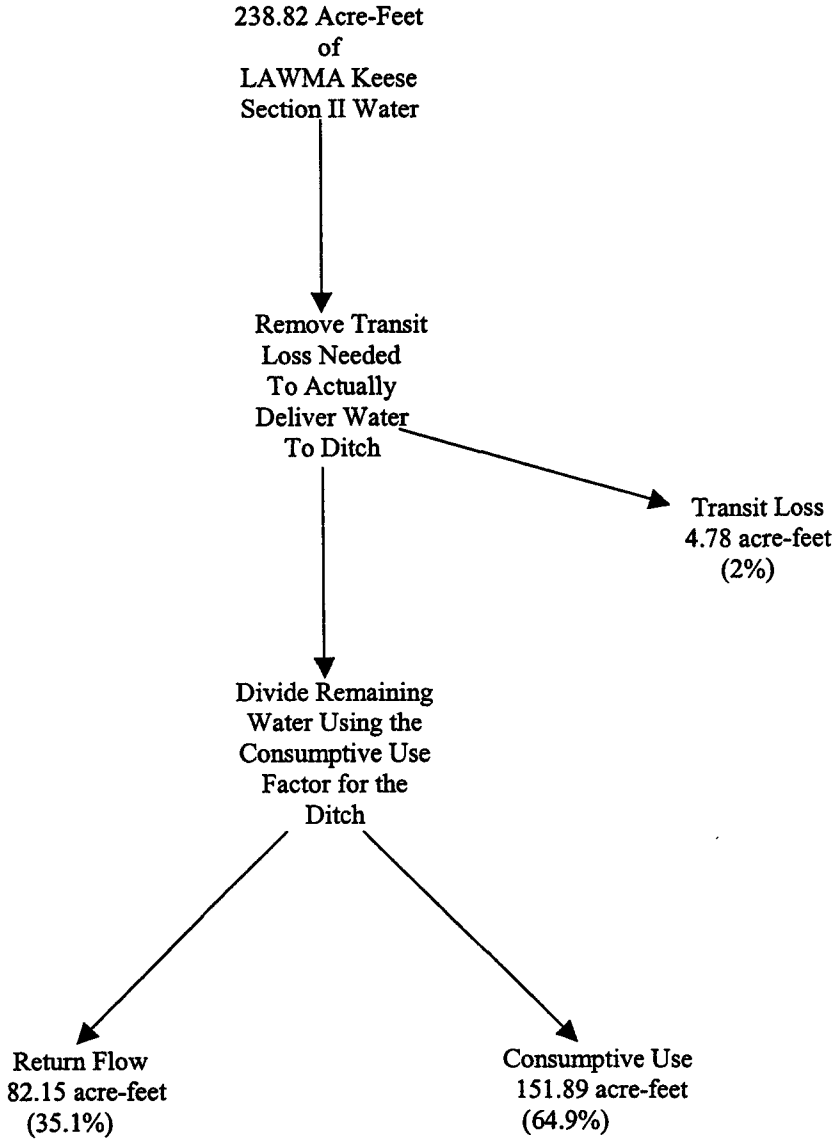 238.82 Acre-Feet
of
LAWMA Keese
Section II Water
Remove Transit
Loss Needed
To Actually
Deliver Water
To Ditch
Transit Loss
4.78 acre-feet
(2%)
Divide Remaining
Water Using the
Consumptive Use
Factor for the
Ditch
Return Flow
82.15 acre-feet
(35.1%)
Consumptive Use
151.89 acre-feet
(64.9%)